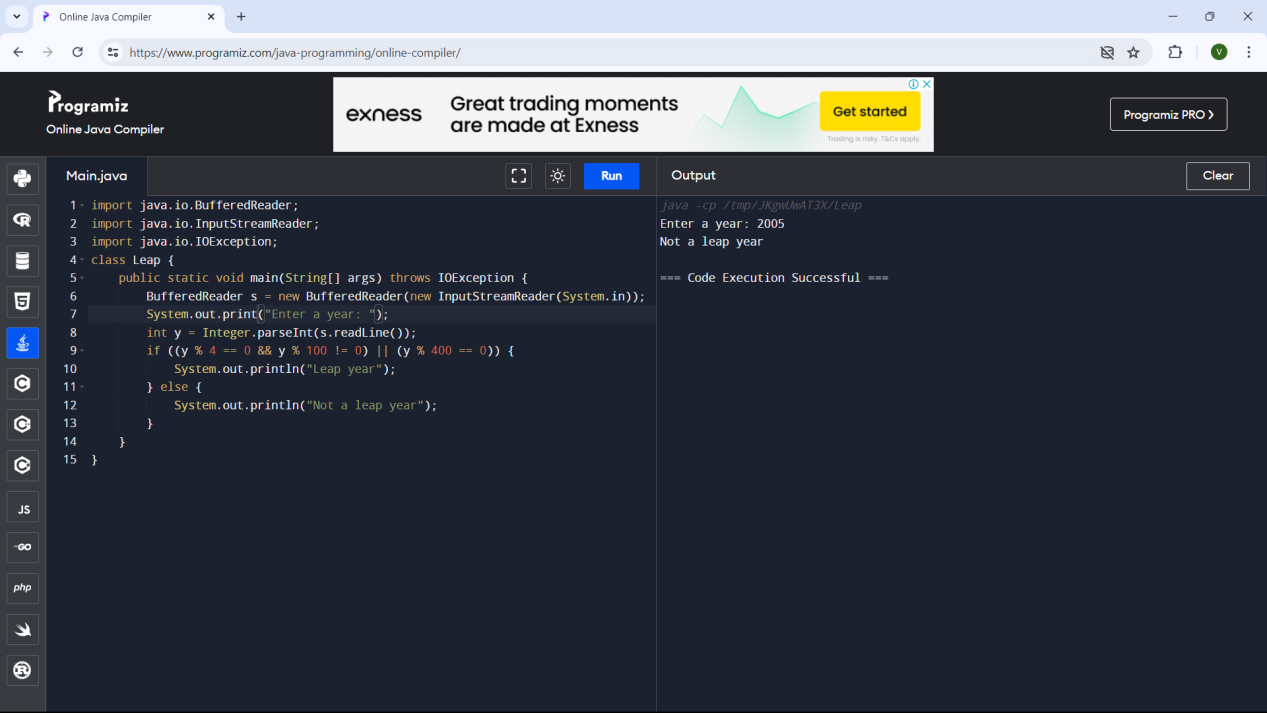 Online Java Compiler
https://www.programiz.com/java-programming/online-compiler/
V
Programiz
Online Java Compiler
exness
Great trading moments
are made at Exness
Get started
Trading is risky. T&Cs apply.
Programiz PRO ❯
Main.java
Run
Output
Clear
1 import java.io.BufferedReader;
2 import java.io.InputStreamReader;
3 import java.io.IOException;
4 class Leap {
5     public static void main(String[] args) throws IOException {
6         BufferedReader s = new BufferedReader(new InputStreamReader(System.in));
7         System.out.print("Enter a year: ");
8         int y = Integer.parseInt(s.readLine());
9         if ((y % 4 == 0 && y % 100 != 0) || (y % 400 == 0)) {
10             System.out.println("Leap year");
11         } else {
12             System.out.println("Not a leap year");
13         }
14     }
15 }
java -cp /tmp/JKgwUwAT3X/Leap
Enter a year: 2005
Not a leap year
=== Code Execution Successful ===
R
5
C
C
C
JS
GO
php
R